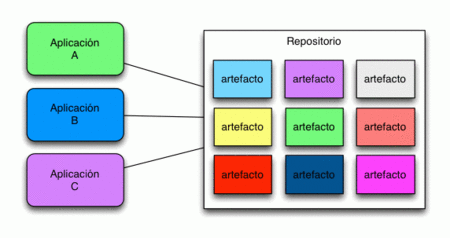 Aplicación
A
Aplicación
B
Aplicación
C
Repositorio
artefacto artefacto artefacto
artefacto artefacto artefacto
artefacto artefacto artefacto